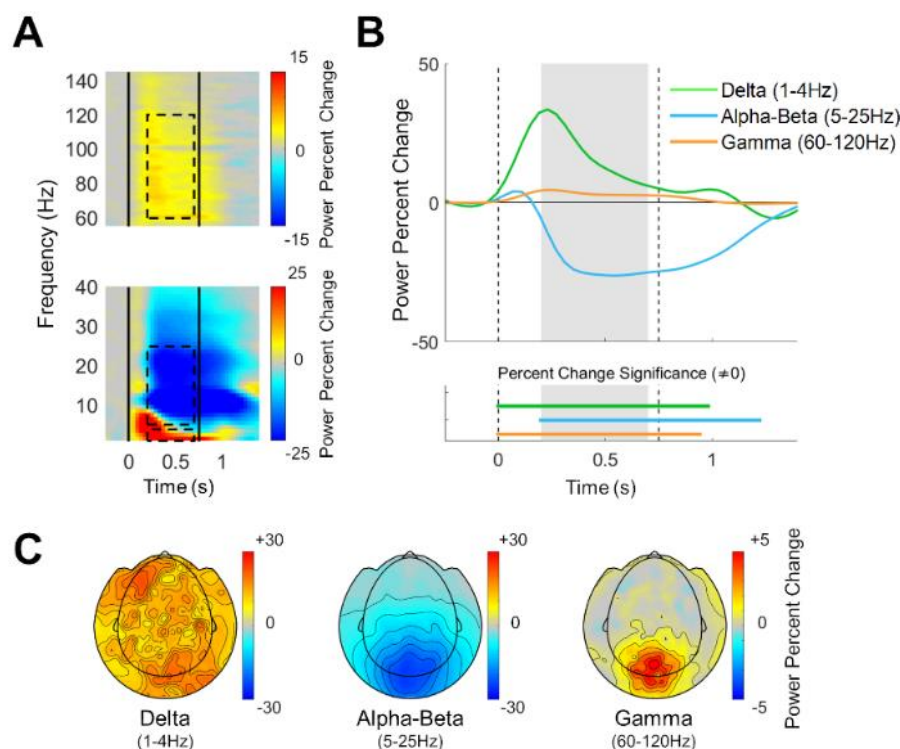 A
Frequency (Hz)
140
120
100
80
60
15
0
-15
Power Percent Change
40
30
20
10
25
0
-25
Power Percent Change
0
0.5
1
Time (s)
B
Power Percent Change
50
0
-50
Delta (1-4Hz)
Alpha-Beta (5-25Hz)
Gamma (60-120Hz)
Percent Change Significance (≠0)
0
0.5
1
Time (s)
C
+30
0
-30
Delta
(1-4Hz)
+30
0
-30
Alpha-Beta
(5-25Hz)
+5
0
-5
Power Percent Change
Gamma
(60-120Hz)